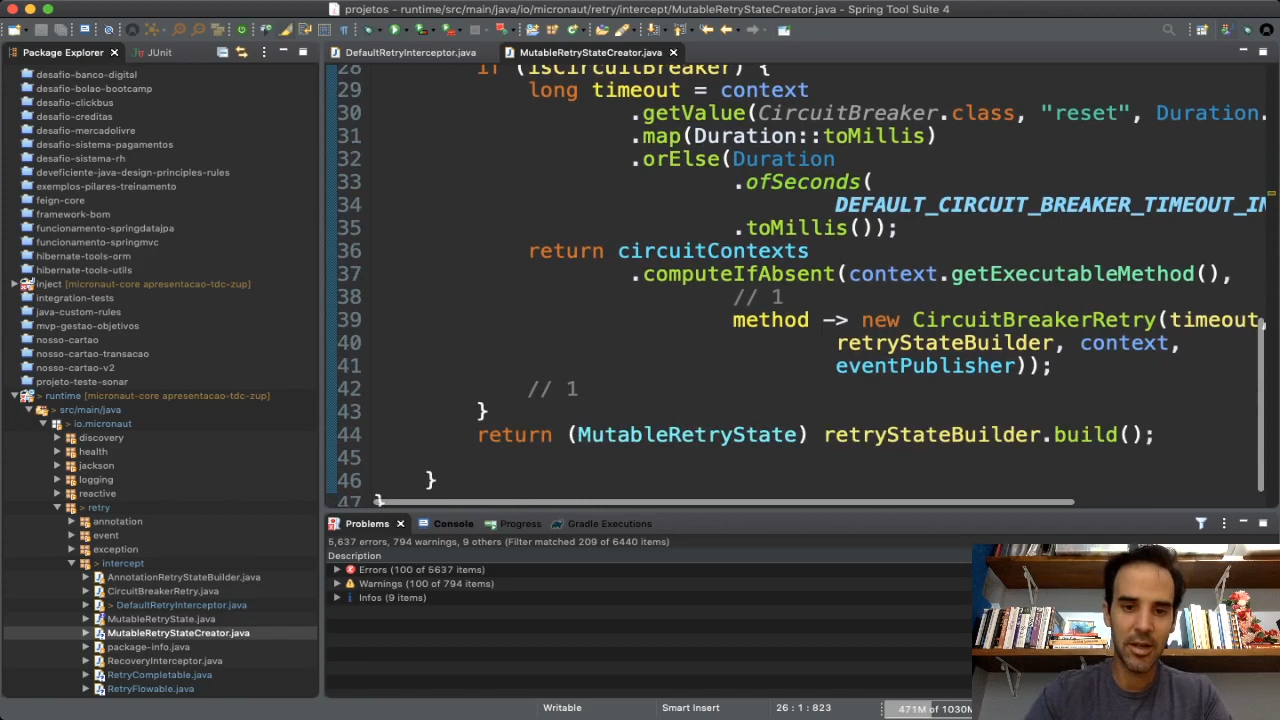 projetos - runtime/src/main/java/io/micronaut/retry/intercept/MutableRetryStateCreator.java - Spring Tool Suite 4
Package Explorer
JUnit
desafio-banco-digital
desafio-bolao-bootcamp
desafio-clickbus
desafio-creditas
desafio-mercadolivre
desafio-sistema-pagamentos
desafio-sistema-rh
deveficiente-java-design-principles-rules
exemplos-pilares-treinamento
feign-core
framework-bom
funcionamento-springdatajpa
funcionamento-springmvc
hibernate-tools-orm
hibernate-tools-utils
inject [micronaut-core apresentacao-tdc-zup]
integration-tests
java-custom-rules
mvp-gestao-objetivos
nosso-cartao
nosso-cartao-transacao
nosso-cartao-v2
projeto-teste-sonar
> runtime [micronaut-core apresentacao-tdc-zup]
> src/main/java
> io.micronaut
discovery
health
jackson
logging
reactive
> retry
annotation
event
exception
> intercept
AnnotationRetryStateBuilder.java
CircuitBreakerRetry.java
> DefaultRetryInterceptor.java
MutableRetryState.java
MutableRetryStateCreator.java
package-info.java
RecoveryInterceptor.java
RetryCompletable.java
RetryFlowable.java
DefaultRetryInterceptor.java
MutableRetryStateCreator.java
28 if (isCircuitBreaker) {
29 long timeout = context
30 .getValue(CircuitBreaker.class, "reset", Duration.
31 .map(Duration::toMillis)
32 .orElse(Duration
33 .ofSeconds(
34 DEFAULT_CIRCUIT_BREAKER_TIMEOUT_IN
35 .toMillis());
36 return circuitContexts
37 .computeIfAbsent(context.getExecutableMethod(),
38 // 1
39 method -> new CircuitBreakerRetry(timeout,
40 retryStateBuilder, context,
41 eventPublisher));
42 // 1
43 }
44 return (MutableRetryState) retryStateBuilder.build();
45
46 }
47 }
Problems
Console
Progress
Gradle Executions
5,637 errors, 794 warnings, 9 others (Filter matched 209 of 6440 items)
Description
Errors (100 of 5637 items)
Warnings (100 of 794 items)
Infos (9 items)
Writable
Smart Insert
26 : 1 : 823
471M of 1030M